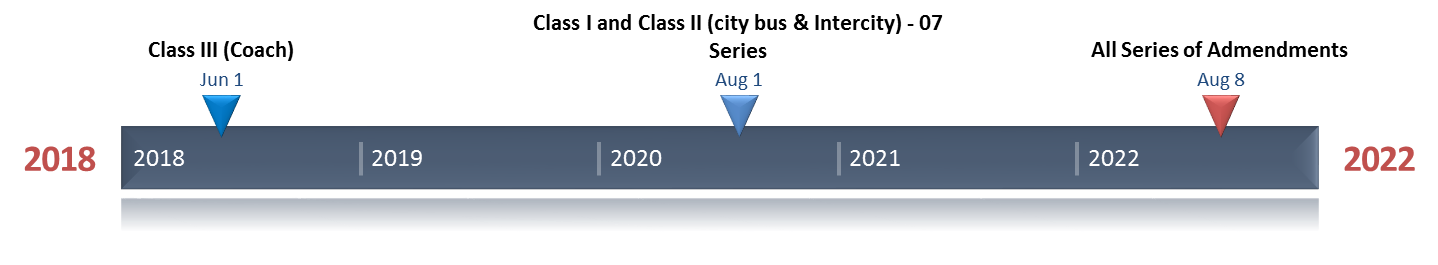 Class I and Class II (city bus & Intercity) - 07
Series
Class III (Coach)
All Series of Admendments
Jun 1
Aug 1
Aug 8
2018
2018
2019
2020
2021
2022
2022